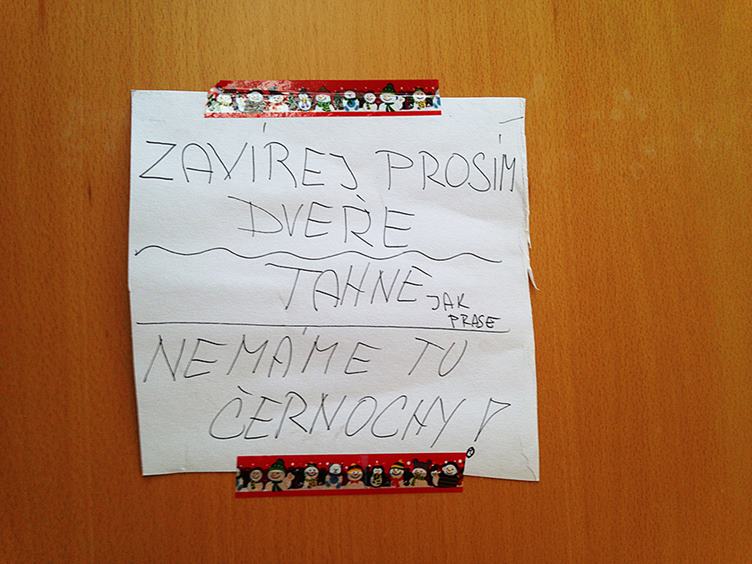 ZAVÍREJ PROSÍM
DVEŘE
TAHNE JAK
PRASE
NEMÁME TU
ČERNOCHY!